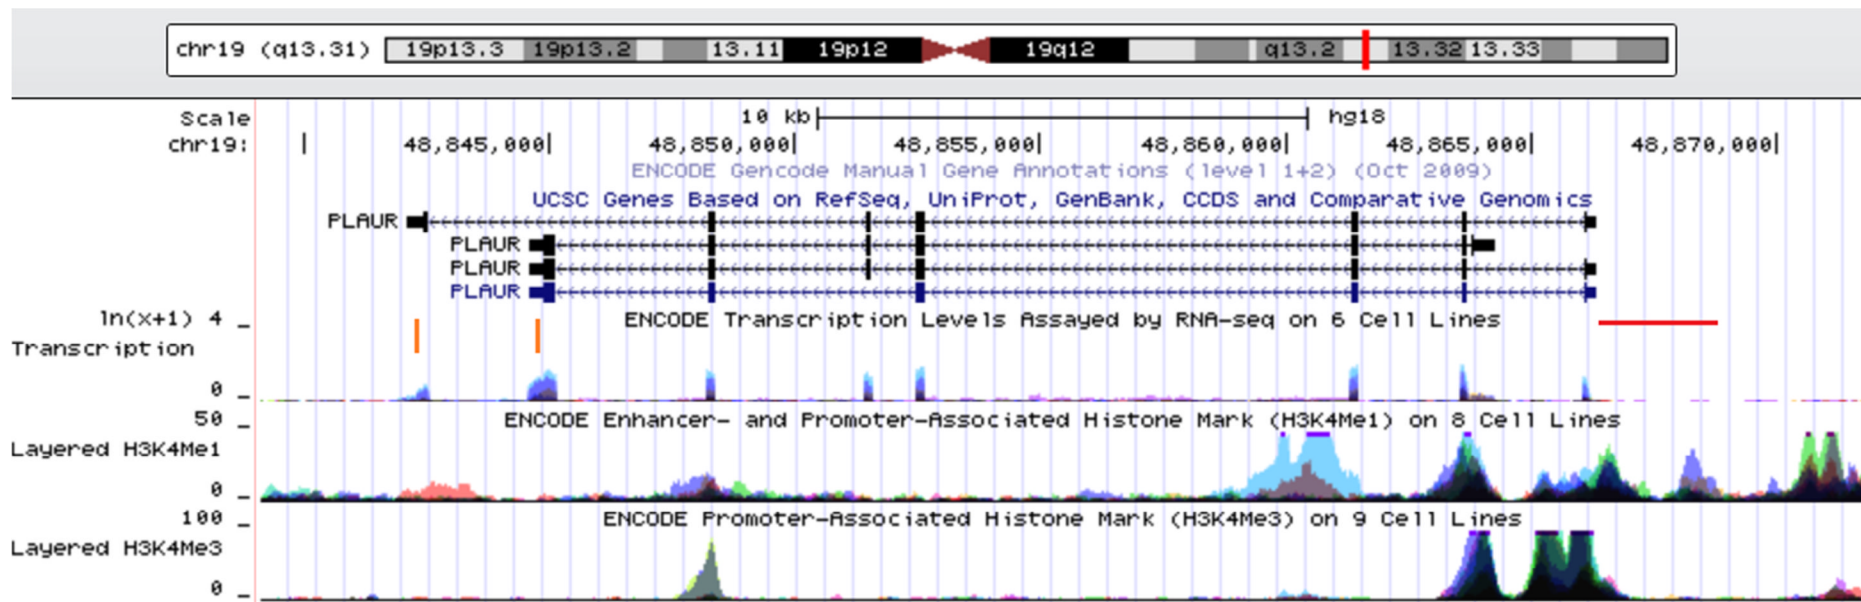 chr19 (q13.31) 19p13.3 19p13.2 13.11 19p12 19q12 q13.2 13.32 13.33
Scale 10 kb hg18
chr19: 48,845,000 48,850,000 48,855,000 48,860,000 48,865,000 48,870,000
ENCODE Gencode Manual Gene Annotations (level 1+2) (Oct 2009)
UCSC Genes Based on RefSeq, UniProt, GenBank, CCDS and Comparative Genomics
PLAUR
PLAUR
PLAUR
PLAUR
ln(x+1) 4 _ ENCODE Transcription Levels Assayed by RNA-seq on 6 Cell Lines
Transcription
0 _
50 _ ENCODE Enhancer- and Promoter-Associated Histone Mark (H3K4Me1) on 8 Cell Lines
Layered H3K4Me1
0 _
100 _ ENCODE Promoter-Associated Histone Mark (H3K4Me3) on 9 Cell Lines
Layered H3K4Me3
0 _